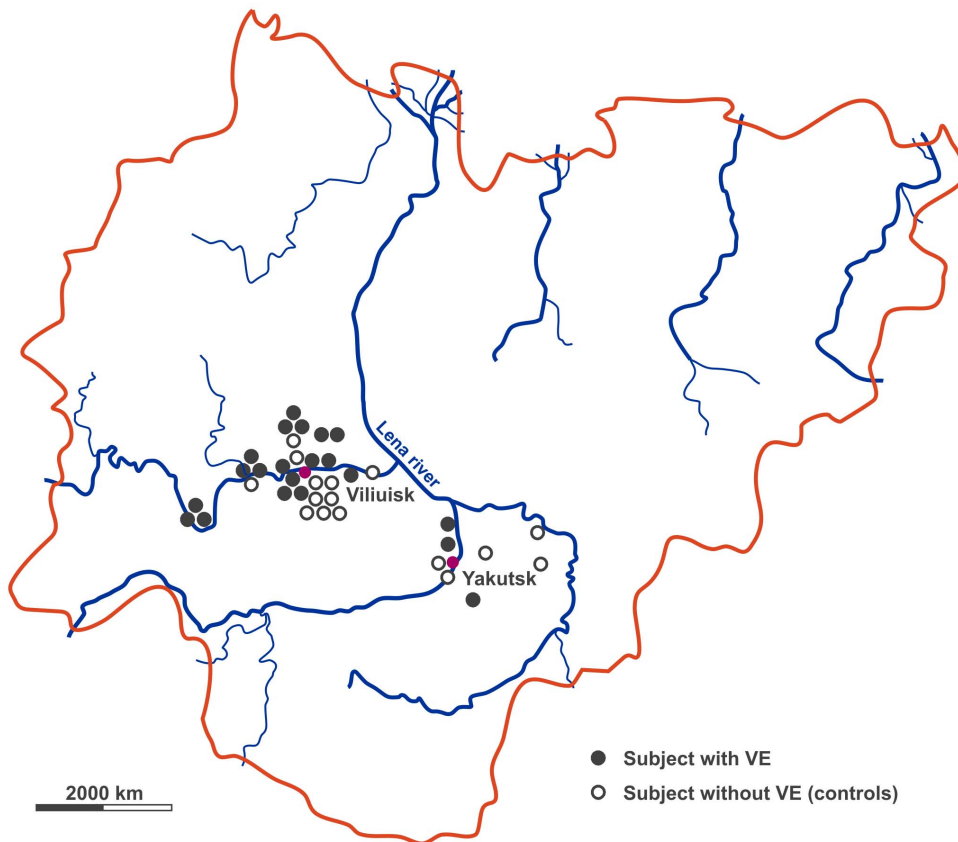 Lena river
Viliuisk
Yakutsk
Subject with VE
2000 km
Subject without VE (controls)